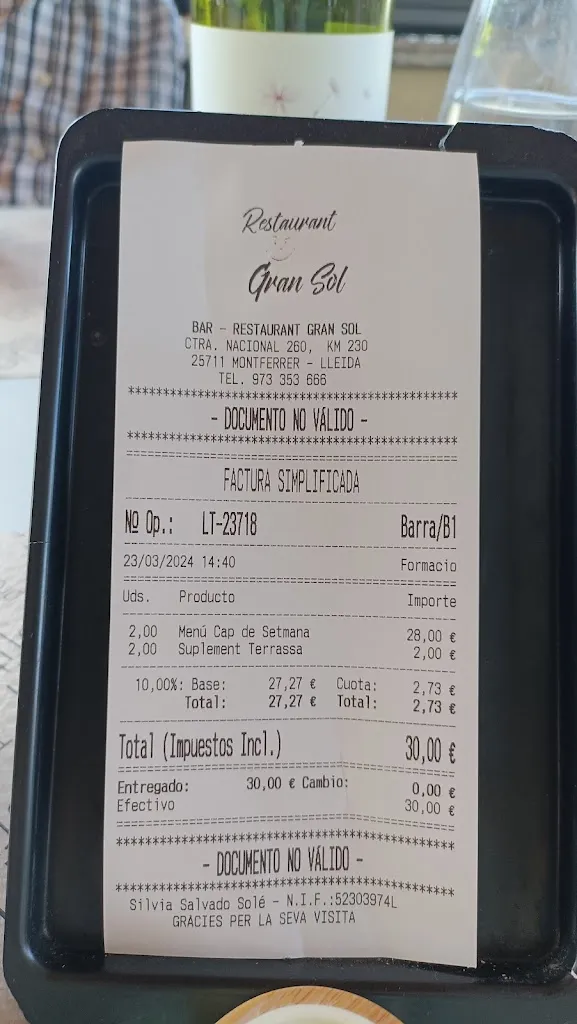 Restaurant
Gran Sol
BAR - RESTAURANT GRAN SOL
CTRA. NACIONAL 260, KM 230
25711 MONTFERRER - LLEIDA
TEL. 973 353 666
************************************************
- DOCUMENTO NO VÁLIDO -
************************************************
================================================
FACTURA SIMPLIFICADA
------------------------------------------------
Nº Op.: LT-23718 Barra/B1
------------------------------------------------
23/03/2024 14:40 Formacio
================================================
Uds. Producto Importe
------------------------------------------------
2,00 Menú Cap de Setmana 28,00 €
2,00 Suplement Terrassa 2,00 €
------------------------------------------------
10,00%: Base: 27,27 € Cuota: 2,73 €
Total: 27,27 € Total: 2,73 €
------------------------------------------------
Total (Impuestos Incl.) 30,00 €
------------------------------------------------
Entregado: 30,00 € Cambio: 0,00 €
Efectivo 30,00 €
================================================
************************************************
- DOCUMENTO NO VÁLIDO -
************************************************
Silvia Salvado Solé - N.I.F.:52303974L
GRACIES PER LA SEVA VISITA